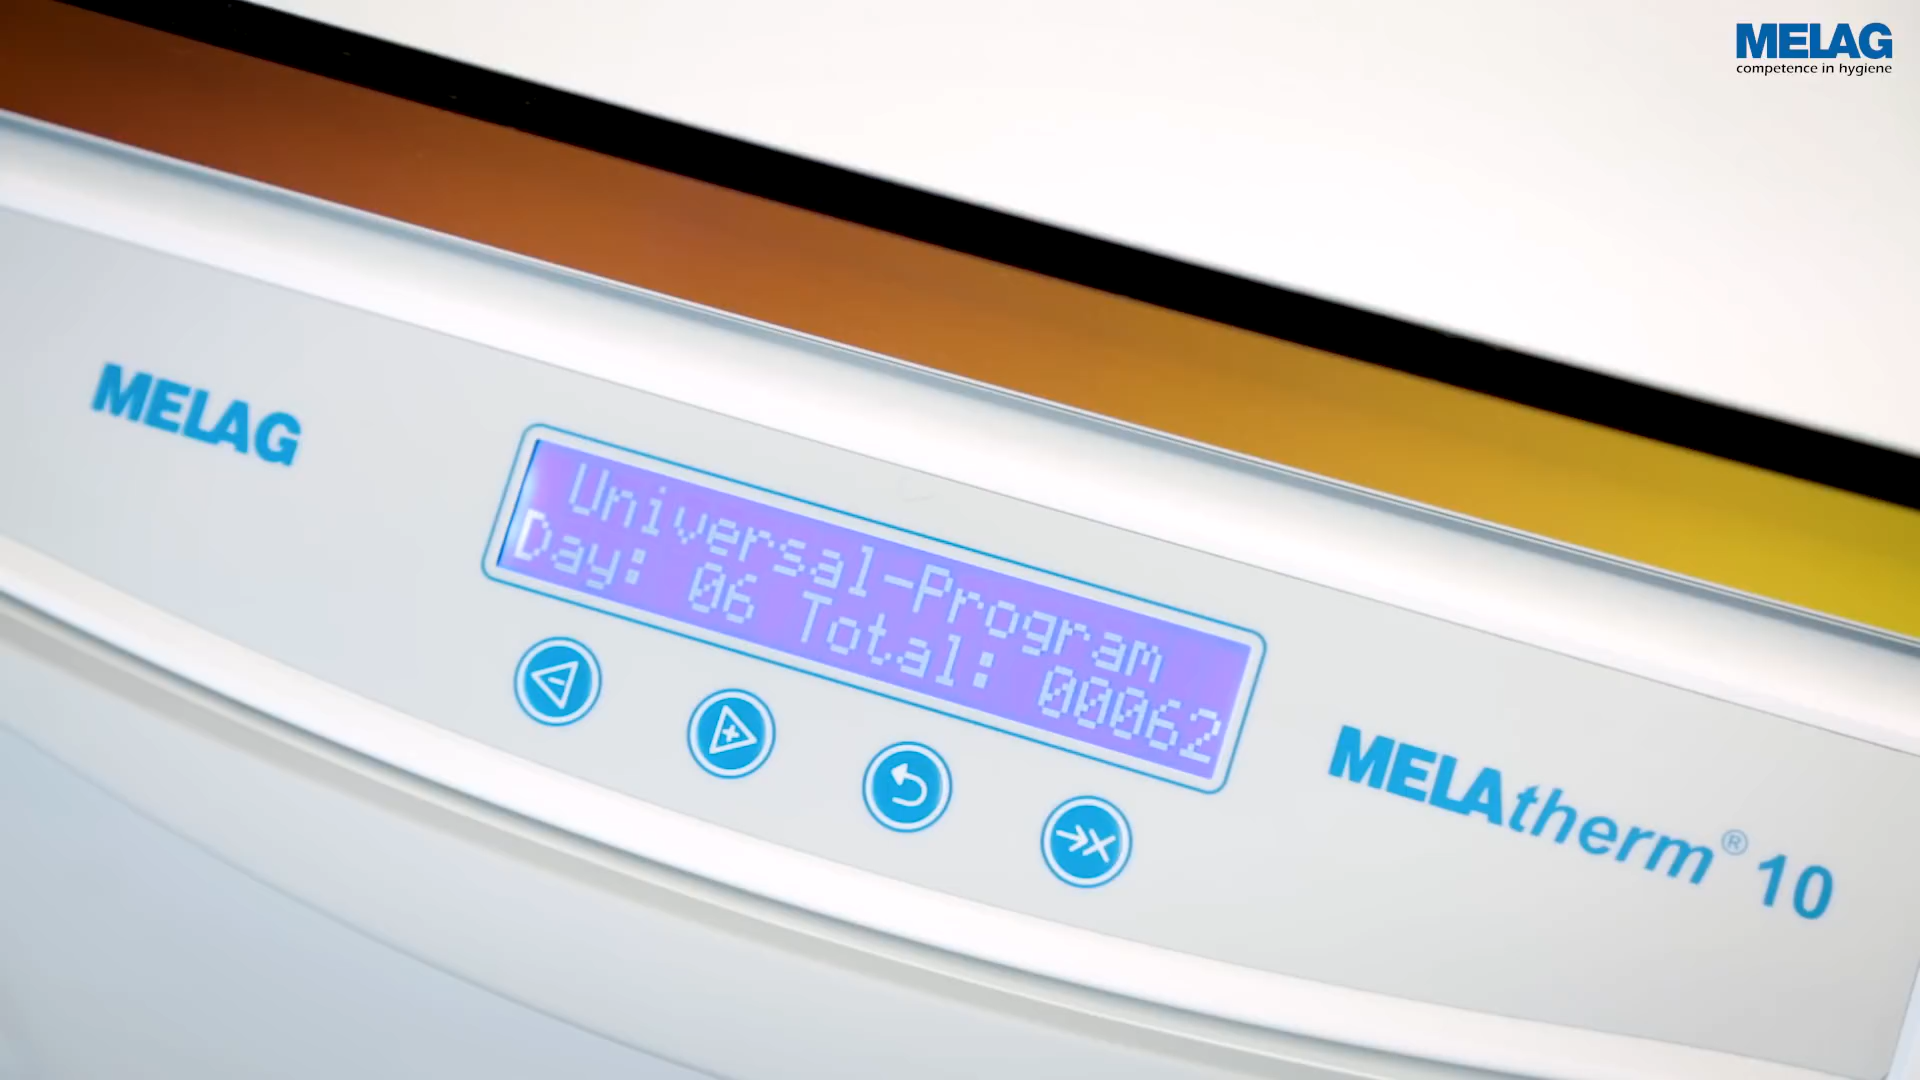 MELAG
competence in hygiene
MELAG
Universal-Program
Day: 06 Total: 00062
MELAtherm® 10